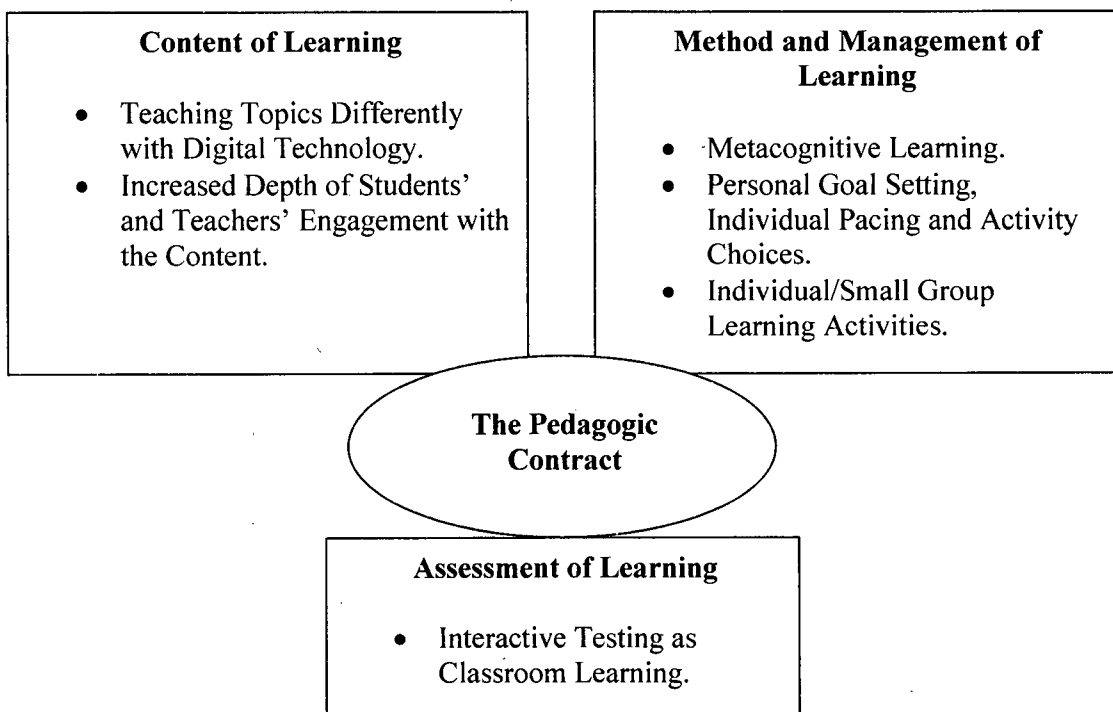 Content of Learning
• Teaching Topics Differently
with Digital Technology.
• Increased Depth of Students'
and Teachers' Engagement with
the Content.
Method and Management of
Learning
• Metacognitive Learning.
• Personal Goal Setting,
Individual Pacing and Activity
Choices.
• Individual/Small Group
Learning Activities.
The Pedagogic
Contract
Assessment of Learning
• Interactive Testing as
Classroom Learning.